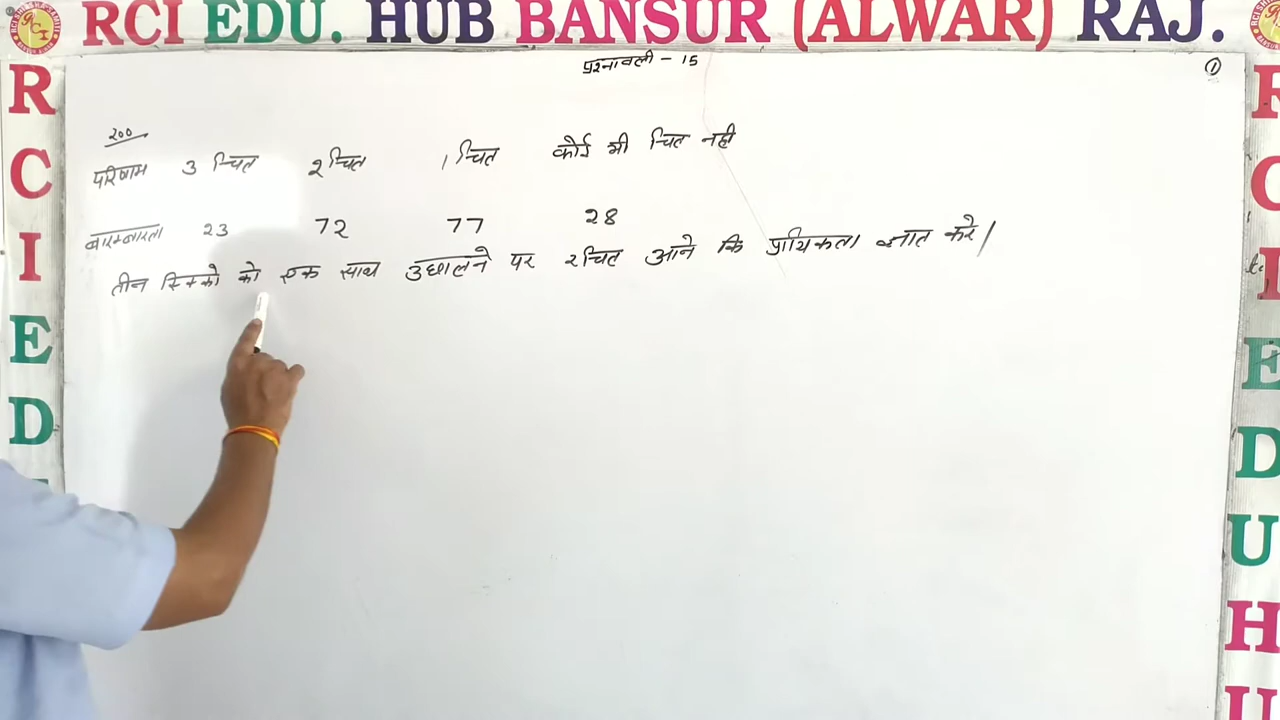 RCI EDU. HUB BANSUR (ALWAR) RAJ.
प्रश्नावली - 15
1
200
परिणाम 3 चित 2 चित 1 चित कोई भी चित नही
बारम्बारता 23 72 77 28
तीन सिक्को को एक साथ उछालने पर 2 चित आने कि प्रायिकता ज्ञात करे/
R
C
I
E
D
R
C
I
E
D
U
H
U